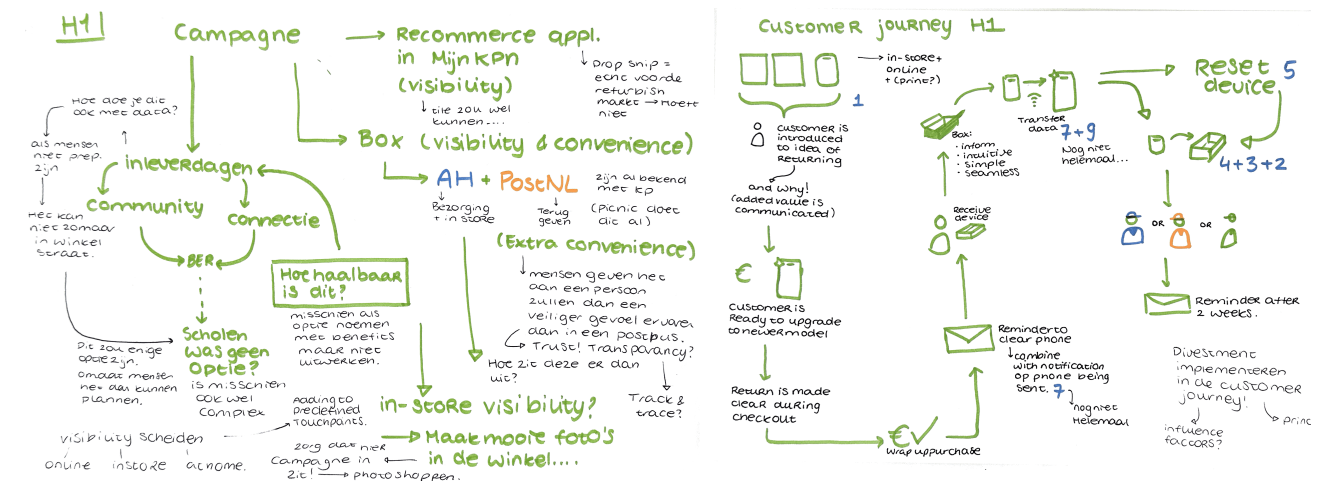 H1
Campagne
Recommerce appl.
in Mijn KPN
(visibility)
Drop ship =
echt voorde
returbish
markt → Hoeft
niet
tite zou wel
kunnen....
Hoe doe je dit
ook met data?
als mensen
niet prep.
zijn
inleverdagen
Box (visibility & convenience)
AH + PostNL
zijn al bekend
met KP
(Picnic doet
dit al)
Bezorging
+ in store
Terug
geven
community
connectie
Het kan
niet zomaar
in winkel
straat.
BER
(Extra convenience)
mensen geven het
aan een persoon
zullen dan een
veiliger gevoel ervaren
dan in een postbus.
Trust! Transparancy?
Hoe haalbaar
is dit?
misschien als
optie noemen
met benefits
maar niet
uitwerken.
Hoe zit deze er dan
uit?
Track &
trace?
Scholen
was geen
optie?
is misschien
ook wel
complex
Dit zou enige
optie zijn.
omdat mensen
het dan kunnen
plannen.
Adding to
predefined
Touchpoints.
in-store visibility?
Maak mooie foto's
in de winkel....
visibility scheiden
online instore at home.
zorg dat hier
Campagne in
zit! → photoshoppen.
Customer journey H1
in-store +
online
+ (print?)
1
customer is
introduced
to idea of
returning
and why!
(added value is
communicated)
€
customer is
Ready to upgrade
to newer model
Return is made
clear during
checkout
€✓
wrap up purchase
Reminder to
clear phone
combine
with notification
op phone being
sent. 7
nog niet
Helemaal
Receive
device
Box:
· inform
· intuitive
· simple
· seamless
Transfer
data 7+9
Nog niet
helemaal...
Reset 5
device
4+3+2
OR OR
Reminder after
2 weeks.
Divestment
implementeren
in de customer
journey!
influence
factors?
print